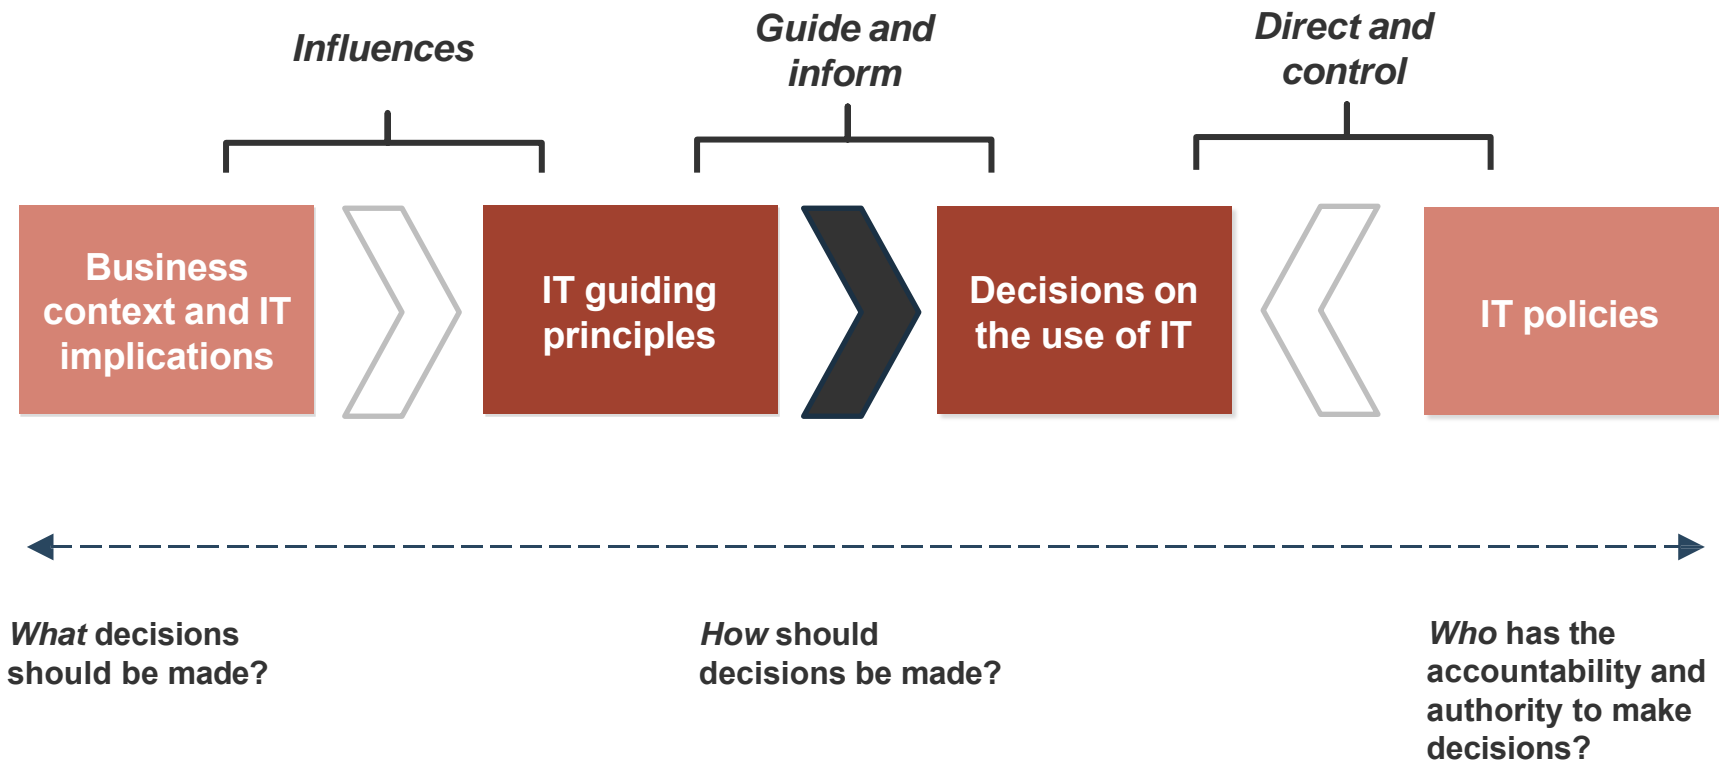 Influences
Guide and
inform
Direct and
control
Business
context and IT
implications
IT guiding
principles
Decisions on
the use of IT
IT policies
What decisions
should be made?
How should
decisions be made?
Who has the
accountability and
authority to make
decisions?